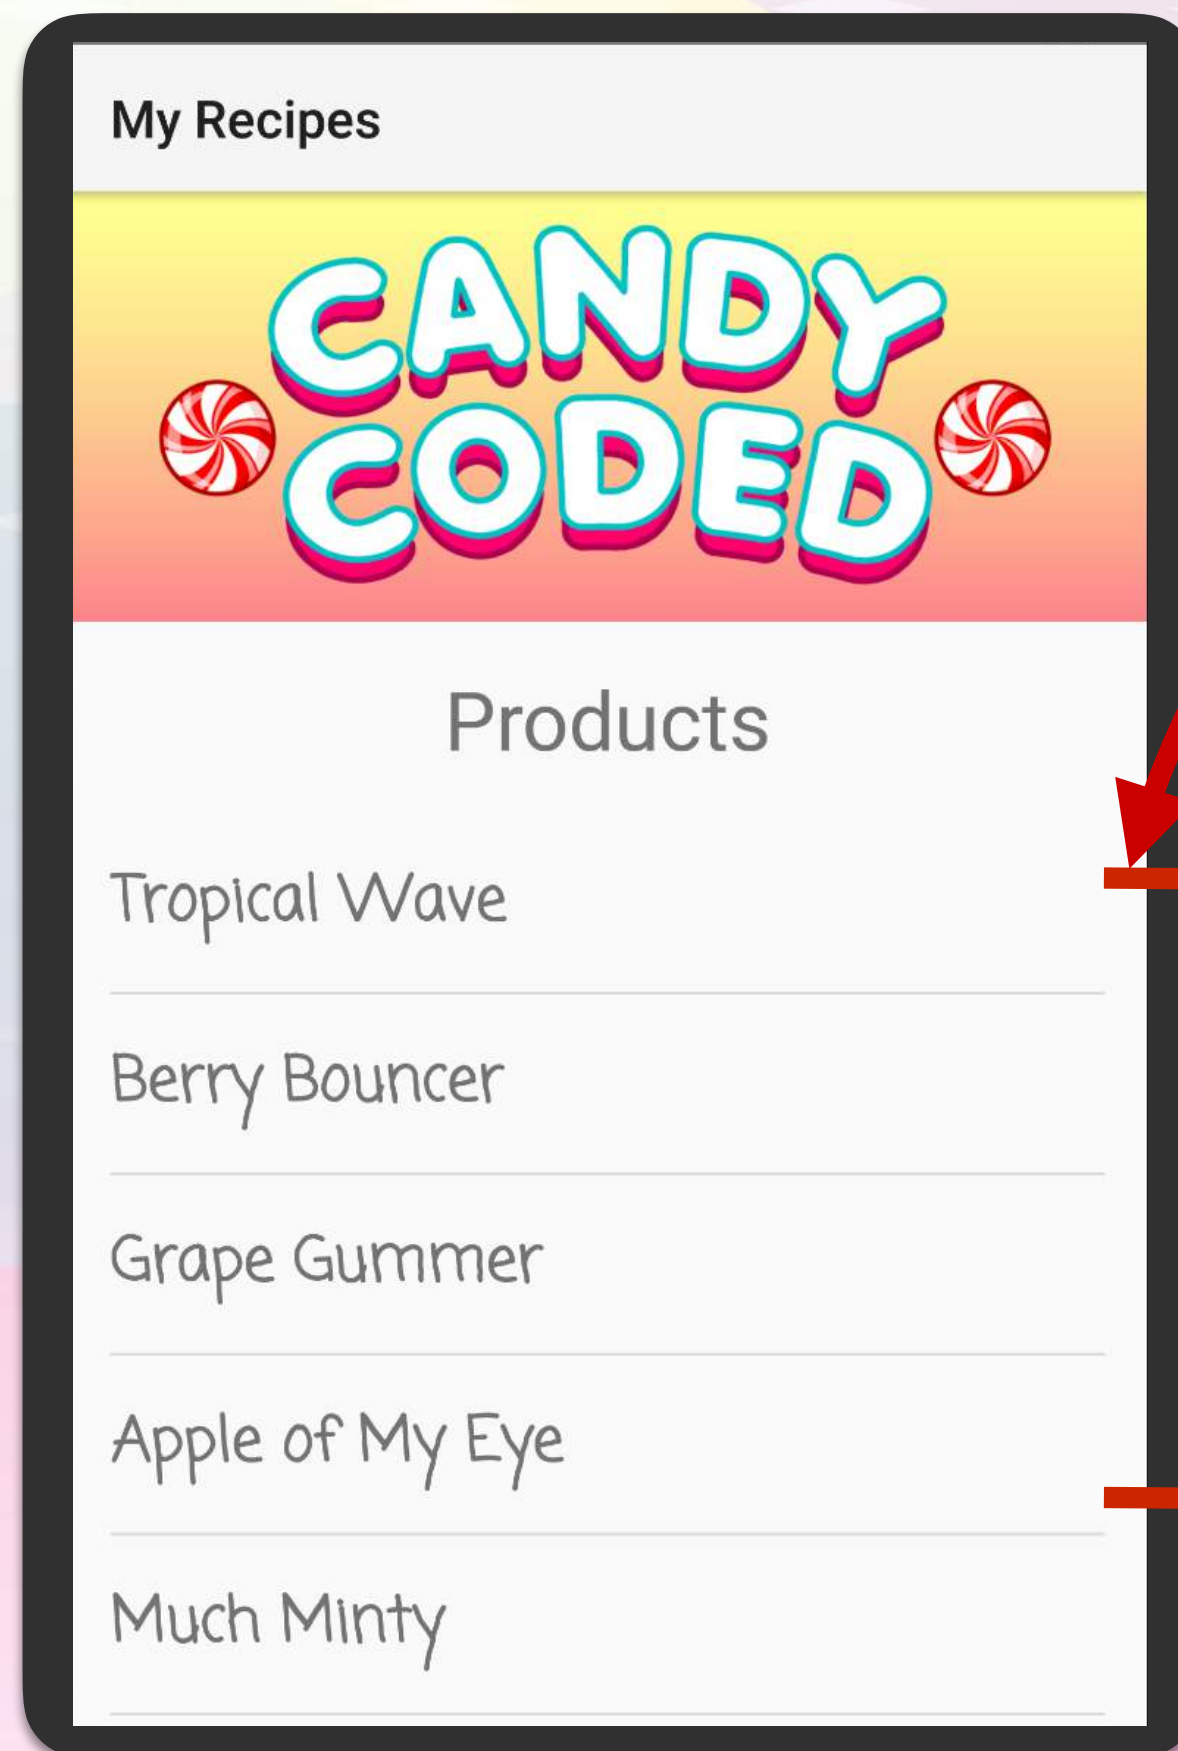 My Recipes
CANDY
CODED
Products
Tropical Wave
Berry Bouncer
Grape Gummer
Apple of My Eye
Much Minty